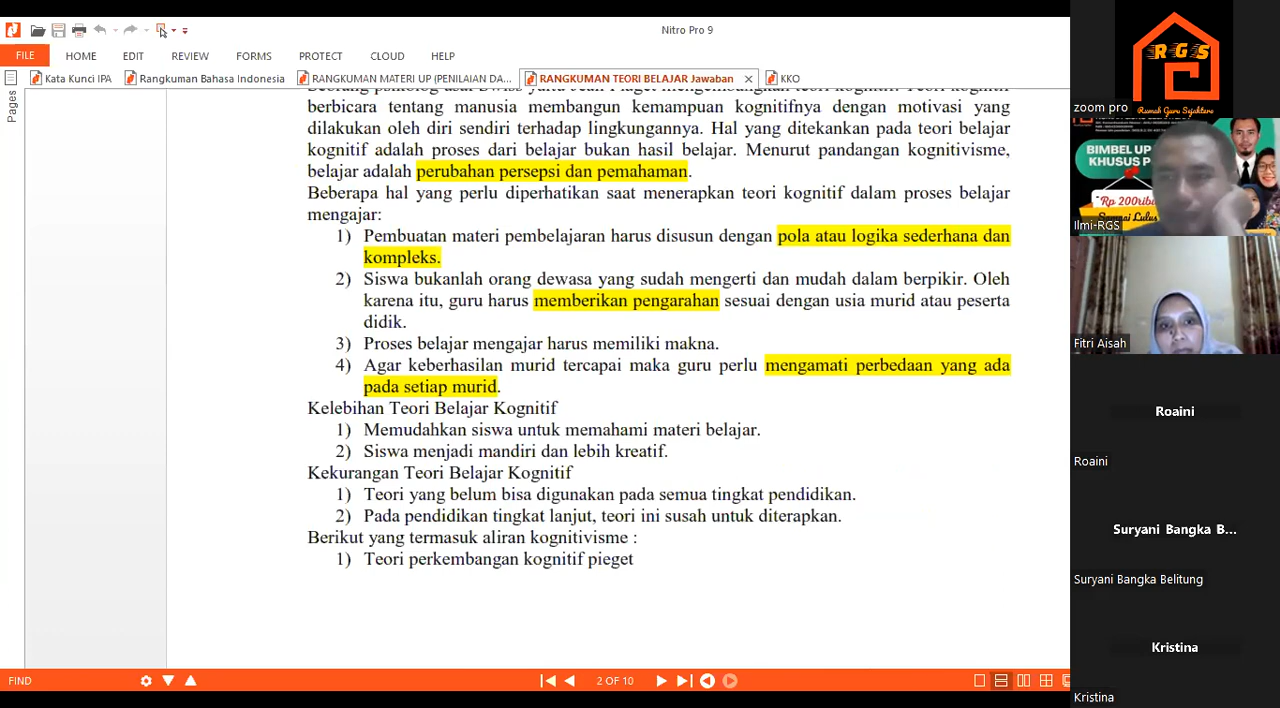 Nitro Pro 9
FILE HOME EDIT REVIEW FORMS PROTECT CLOUD HELP
Kata Kunci IPA Rangkuman Bahasa Indonesia RANGKUMAN MATERI UP (PENILAIAN DA... RANGKUMAN TEORI BELAJAR Jawaban KKO
Pages
berbicara tentang manusia membangun kemampuan kognitifnya dengan motivasi yang
dilakukan oleh diri sendiri terhadap lingkungannya. Hal yang ditekankan pada teori belajar
kognitif adalah proses dari belajar bukan hasil belajar. Menurut pandangan kognitivisme,
belajar adalah perubahan persepsi dan pemahaman.
Beberapa hal yang perlu diperhatikan saat menerapkan teori kognitif dalam proses belajar
mengajar:
1) Pembuatan materi pembelajaran harus disusun dengan pola atau logika sederhana dan
kompleks.
2) Siswa bukanlah orang dewasa yang sudah mengerti dan mudah dalam berpikir. Oleh
karena itu, guru harus memberikan pengarahan sesuai dengan usia murid atau peserta
didik.
3) Proses belajar mengajar harus memiliki makna.
4) Agar keberhasilan murid tercapai maka guru perlu mengamati perbedaan yang ada
pada setiap murid.
Kelebihan Teori Belajar Kognitif
1) Memudahkan siswa untuk memahami materi belajar.
2) Siswa menjadi mandiri dan lebih kreatif.
Kekurangan Teori Belajar Kognitif
1) Teori yang belum bisa digunakan pada semua tingkat pendidikan.
2) Pada pendidikan tingkat lanjut, teori ini susah untuk diterapkan.
Berikut yang termasuk aliran kognitivisme :
1) Teori perkembangan kognitif pieget
FIND
2 OF 10
RGS
Rumah Guru Sejahtera
zoom pro
BIMBEL UP
KHUSUS P
Rp 200rib
Sampai Lulus
Ilmi-RGS
Fitri Aisah
Roaini
Roaini
Suryani Bangka B...
Suryani Bangka Belitung
Kristina
Kristina